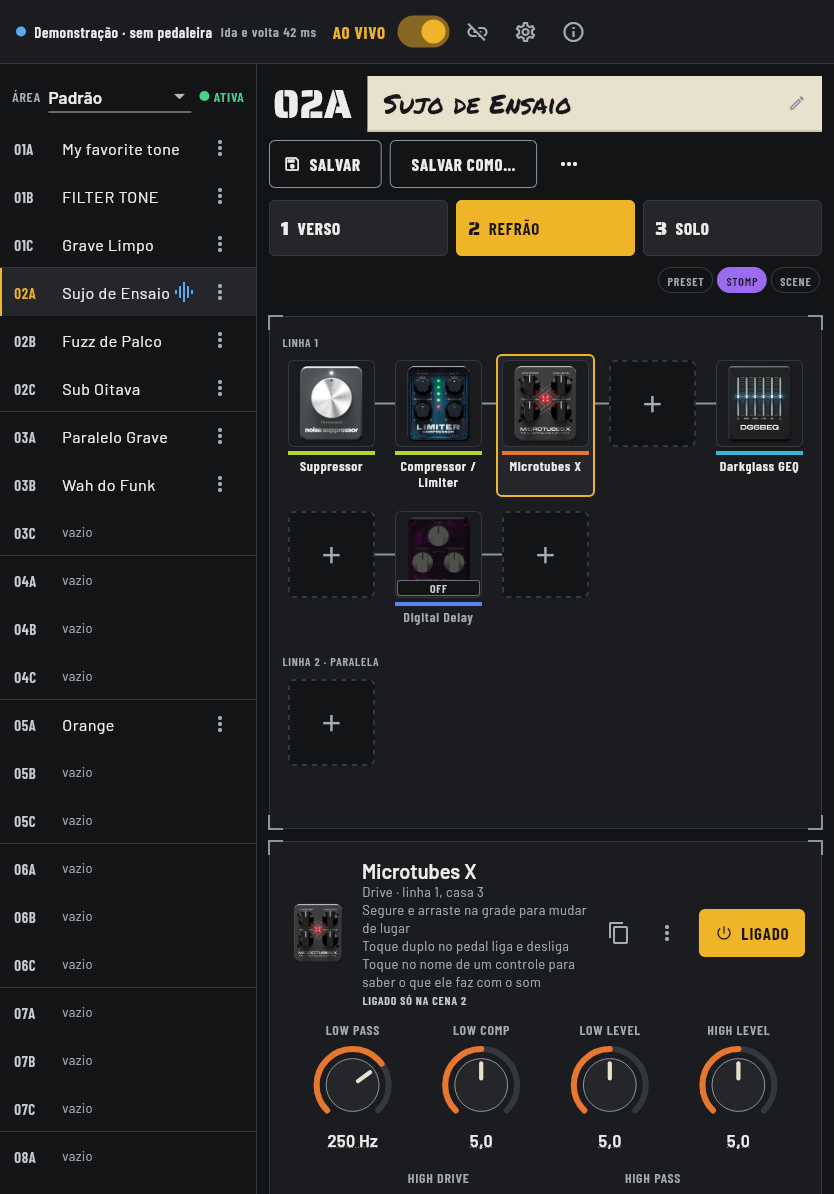 Demonstração · sem pedaleira Ida e volta 42 ms AO VIVO
ÁREA Padrão ATIVA
01A My favorite tone
01B FILTER TONE
01C Grave Limpo
02A Sujo de Ensaio
02B Fuzz de Palco
02C Sub Oitava
03A Paralelo Grave
03B Wah do Funk
03C vazio
04A vazio
04B vazio
04C vazio
05A Orange
05B vazio
05C vazio
06A vazio
06B vazio
06C vazio
07A vazio
07B vazio
07C vazio
08A vazio
02A Sujo de Ensaio
SALVAR SALVAR COMO...
1 VERSO 2 REFRÃO 3 SOLO
PRESET STOMP SCENE
LINHA 1
noise suppressor
LIMITER
COMPRESSOR
MICROTUBES X
DG6BEQ
Suppressor
Compressor / Limiter
Microtubes X
Darkglass GEQ
OFF
Digital Delay
LINHA 2 · PARALELA
Microtubes X
Drive · linha 1, casa 3
Segure e arraste na grade para mudar
de lugar
Toque duplo no pedal liga e desliga
Toque no nome de um controle para
saber o que ele faz com o som
LIGADO SÓ NA CENA 2
LIGADO
LOW PASS LOW COMP LOW LEVEL HIGH LEVEL
250 Hz 5,0 5,0 5,0
HIGH DRIVE HIGH PASS